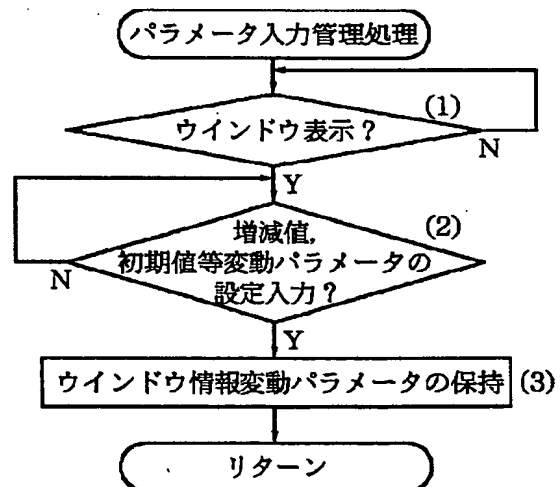 パラメータ入力管理処理
(1)
ウインドウ表示？
N
Y
(2)
増減値,
初期値等変動パラメータの
設定入力？
N
Y
ウインドウ情報変動パラメータの保持
(3)
リターン